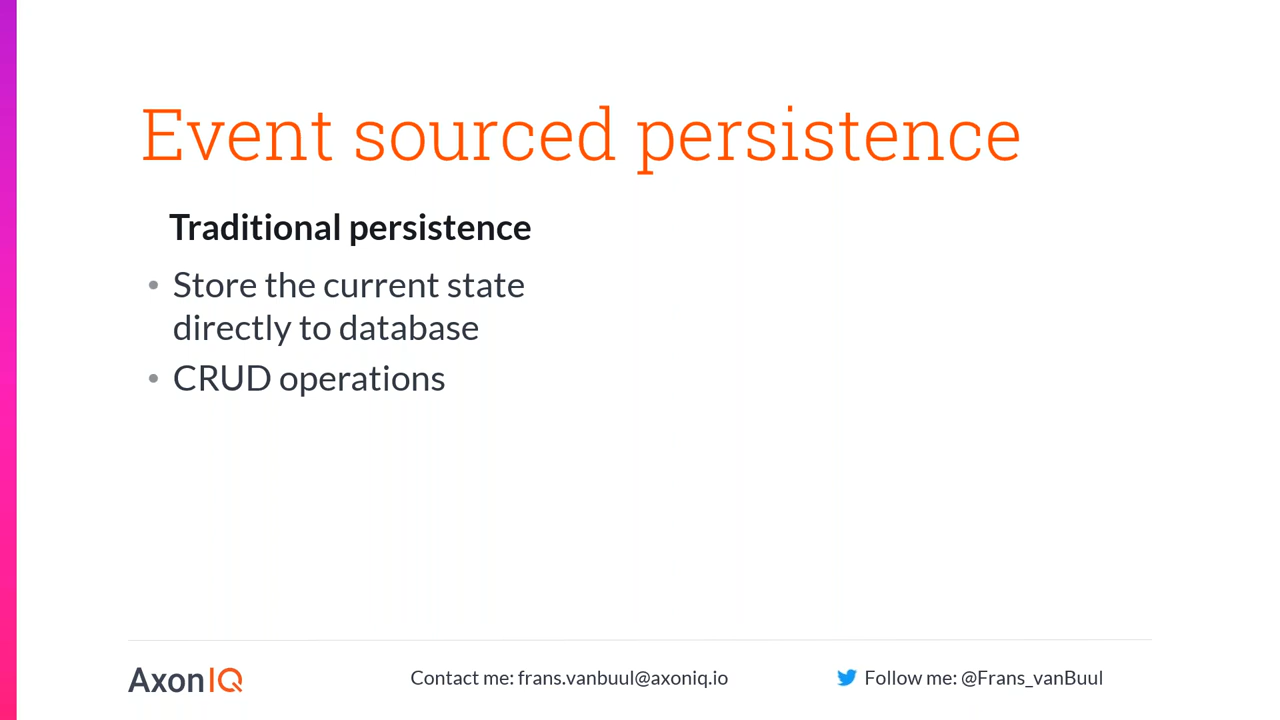 Event sourced persistence
Traditional persistence
• Store the current state
directly to database
• CRUD operations
AxonIQ
Contact me: frans.vanbuul@axoniq.io
Follow me: @Frans_vanBuul